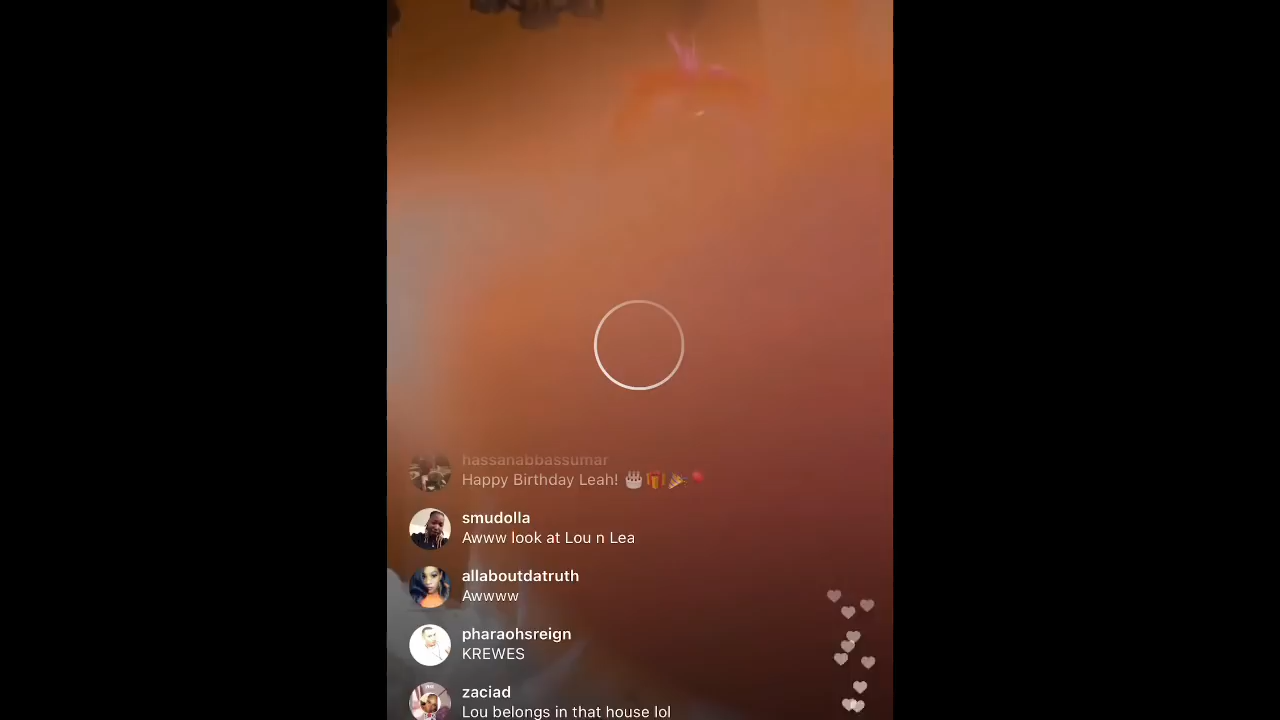 hassanabbassumar
Happy Birthday Leah! 🎂🎁🎉🎈
smudolla
Awww look at Lou n Lea
allaboutdatruth
Awwww
pharaohsreign
KREWES
zaciad
Lou belongs in that house lol